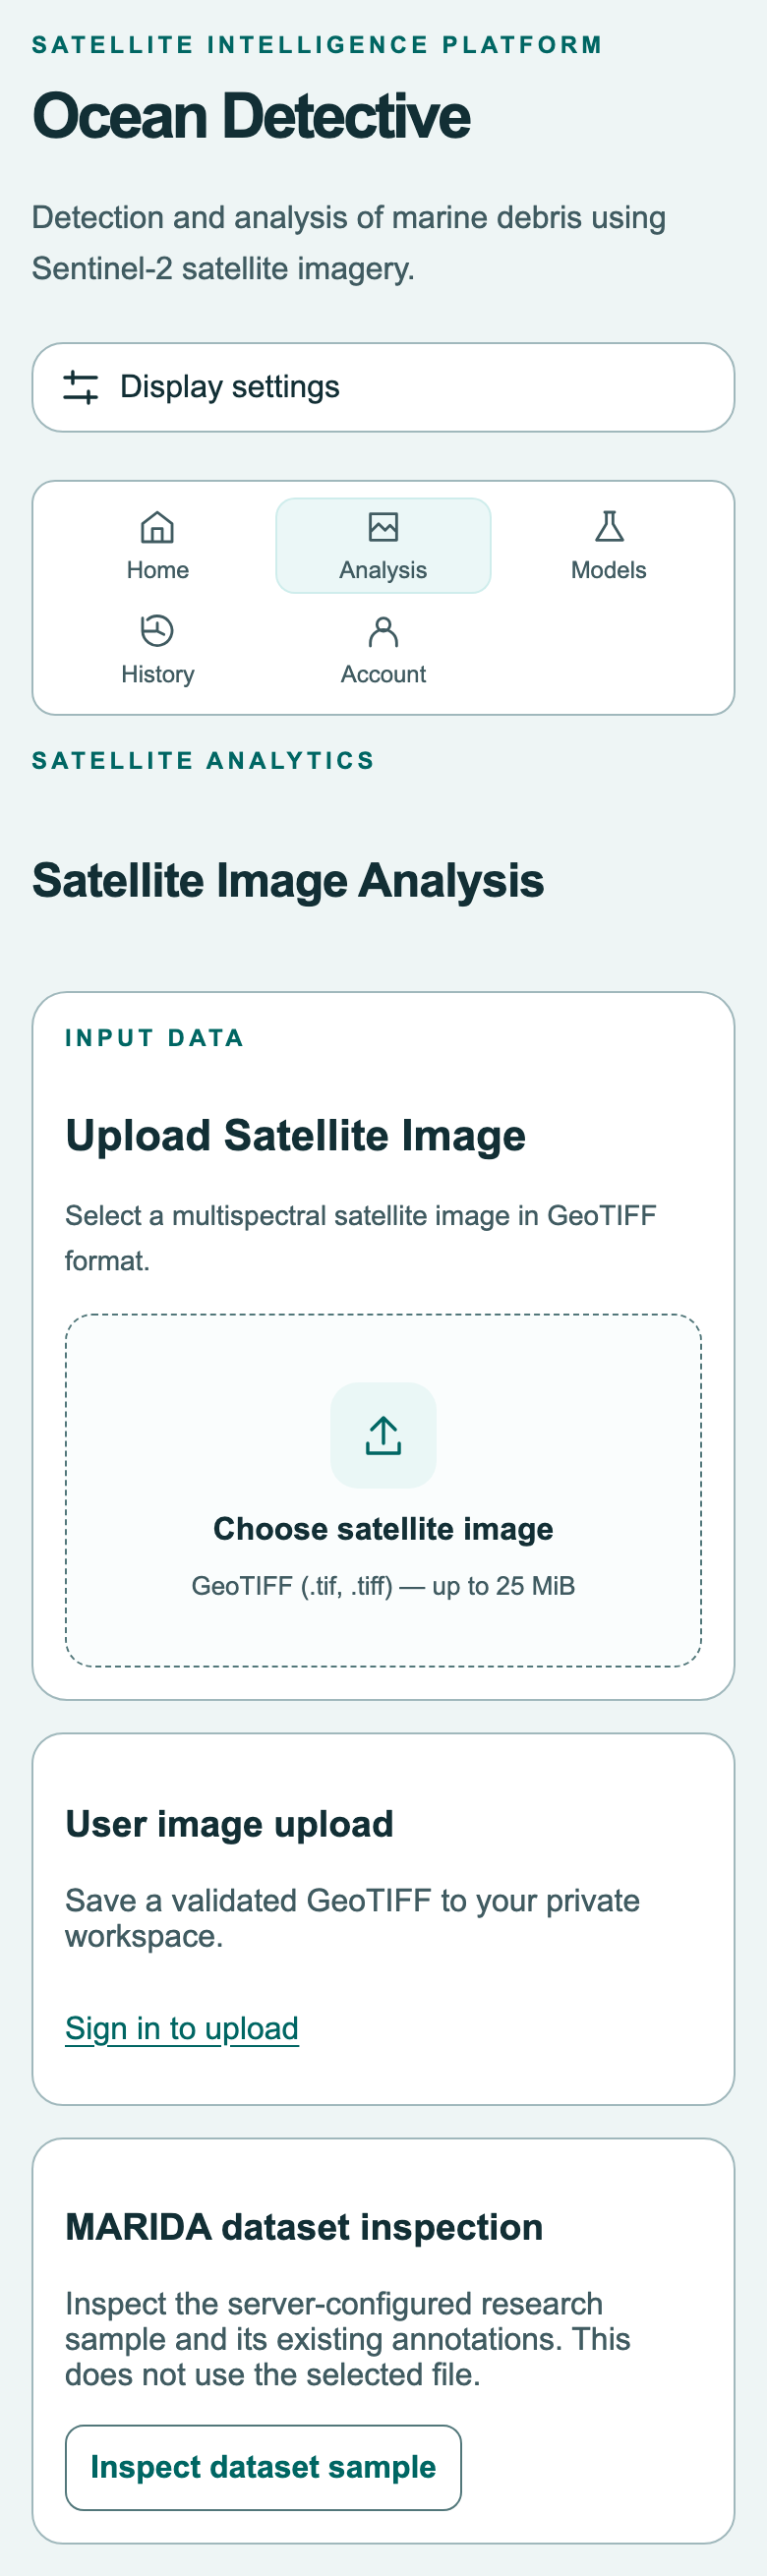 SATELLITE INTELLIGENCE PLATFORM
Ocean Detective
Detection and analysis of marine debris using
Sentinel-2 satellite imagery.
Display settings
Home
Analysis
Models
History
Account
SATELLITE ANALYTICS
Satellite Image Analysis
INPUT DATA
Upload Satellite Image
Select a multispectral satellite image in GeoTIFF
format.
Choose satellite image
GeoTIFF (.tif, .tiff) — up to 25 MiB
User image upload
Save a validated GeoTIFF to your private
workspace.
Sign in to upload
MARIDA dataset inspection
Inspect the server-configured research
sample and its existing annotations. This
does not use the selected file.
Inspect dataset sample